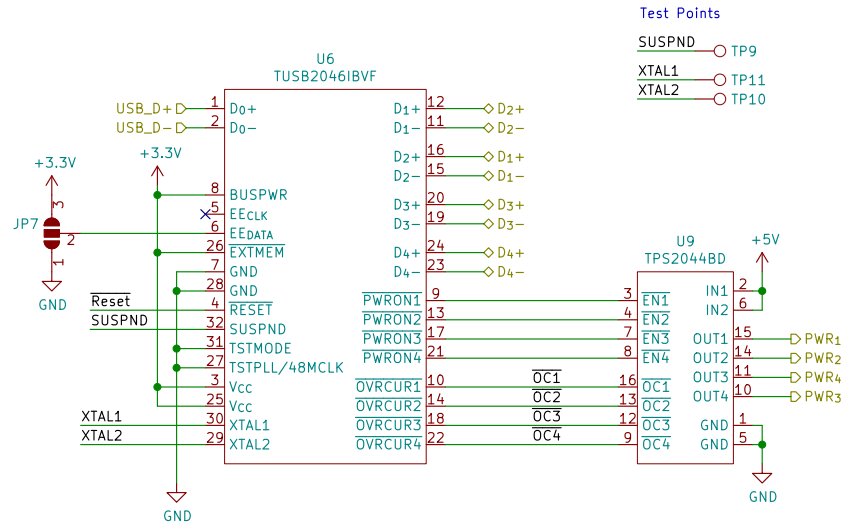 Test Points
SUSPND TP9
XTAL1 TP11
XTAL2 TP10
U6
TUSB2046IBVF
USB_D+ 1 D0+ D1+ 12 D2+
USB_D- 2 D0- D1- 11 D2-
D2+ 16 D1+
D2- 15 D1-
+3.3V
+3.3V
8 BUSPWR
5 EECLK D3+ 20 D3+
D3- 19 D3-
JP7 3 2 1
6 EEDATA
26 EXTMEM D4+ 24 D4+
7 GND D4- 23 D4-
GND
U9
TPS2044BD
+5V
28 GND IN1 2
Reset 4 RESET PWRON1 9 3 EN1 IN2 6
SUSPND 32 SUSPND PWRON2 13 4 EN2
31 TSTMODE PWRON3 17 7 EN3 OUT1 15 PWR1
27 TSTPLL/48MCLK PWRON4 21 8 EN4 OUT2 14 PWR2
3 Vcc OVRCUR1 10 OC1 16 OC1 OUT3 11 PWR4
25 Vcc OVRCUR2 14 OC2 13 OC2 OUT4 10 PWR3
XTAL1 30 XTAL1 OVRCUR3 18 OC3 12 OC3 GND 1
XTAL2 29 XTAL2 OVRCUR4 22 OC4 9 OC4 GND 5
GND
GND